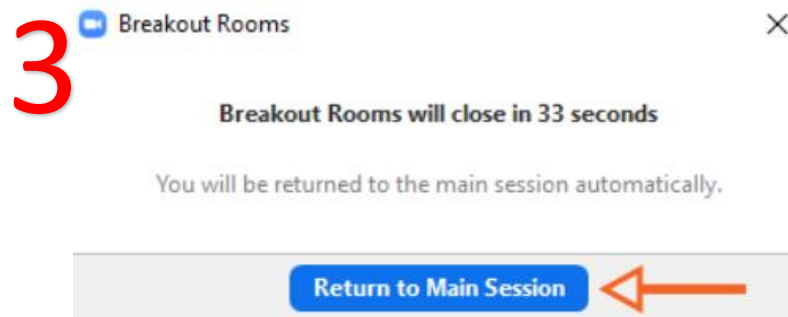 3
Breakout Rooms
Breakout Rooms will close in 33 seconds
You will be returned to the main session automatically.
Return to Main Session